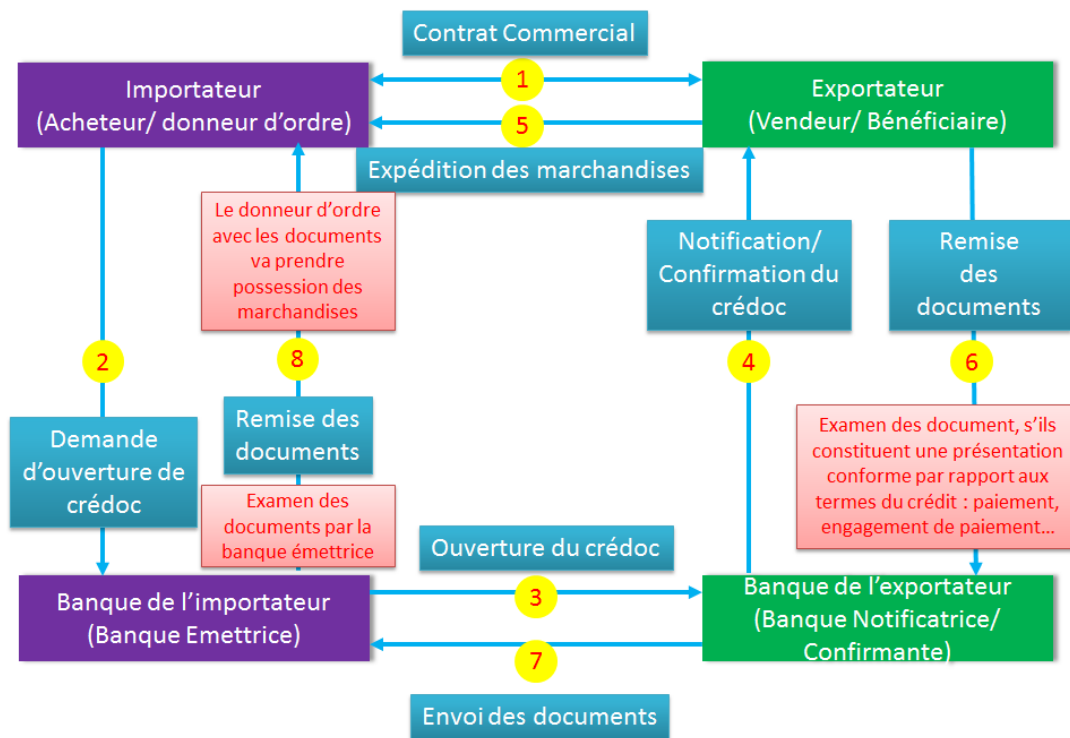 Contrat Commercial
1
Importateur
(Acheteur/ donneur d'ordre)
Exportateur
(Vendeur/ Bénéficiaire)
5
Expédition des marchandises
Le donneur d'ordre
avec les documents
va prendre
possession des
marchandises
Notification/
Confirmation du
crédoc
Remise
des
documents
2
8
4
6
Demande
d'ouverture de
crédoc
Remise des
documents
Examen des
documents par la
banque émettrice
Examen des document, s'ils
constituent une présentation
conforme par rapport aux
termes du crédit : paiement,
engagement de paiement...
Ouverture du crédoc
3
Banque de l'importateur
(Banque Emettrice)
Banque de l'exportateur
(Banque Notificatrice/
Confirmante)
7
Envoi des documents